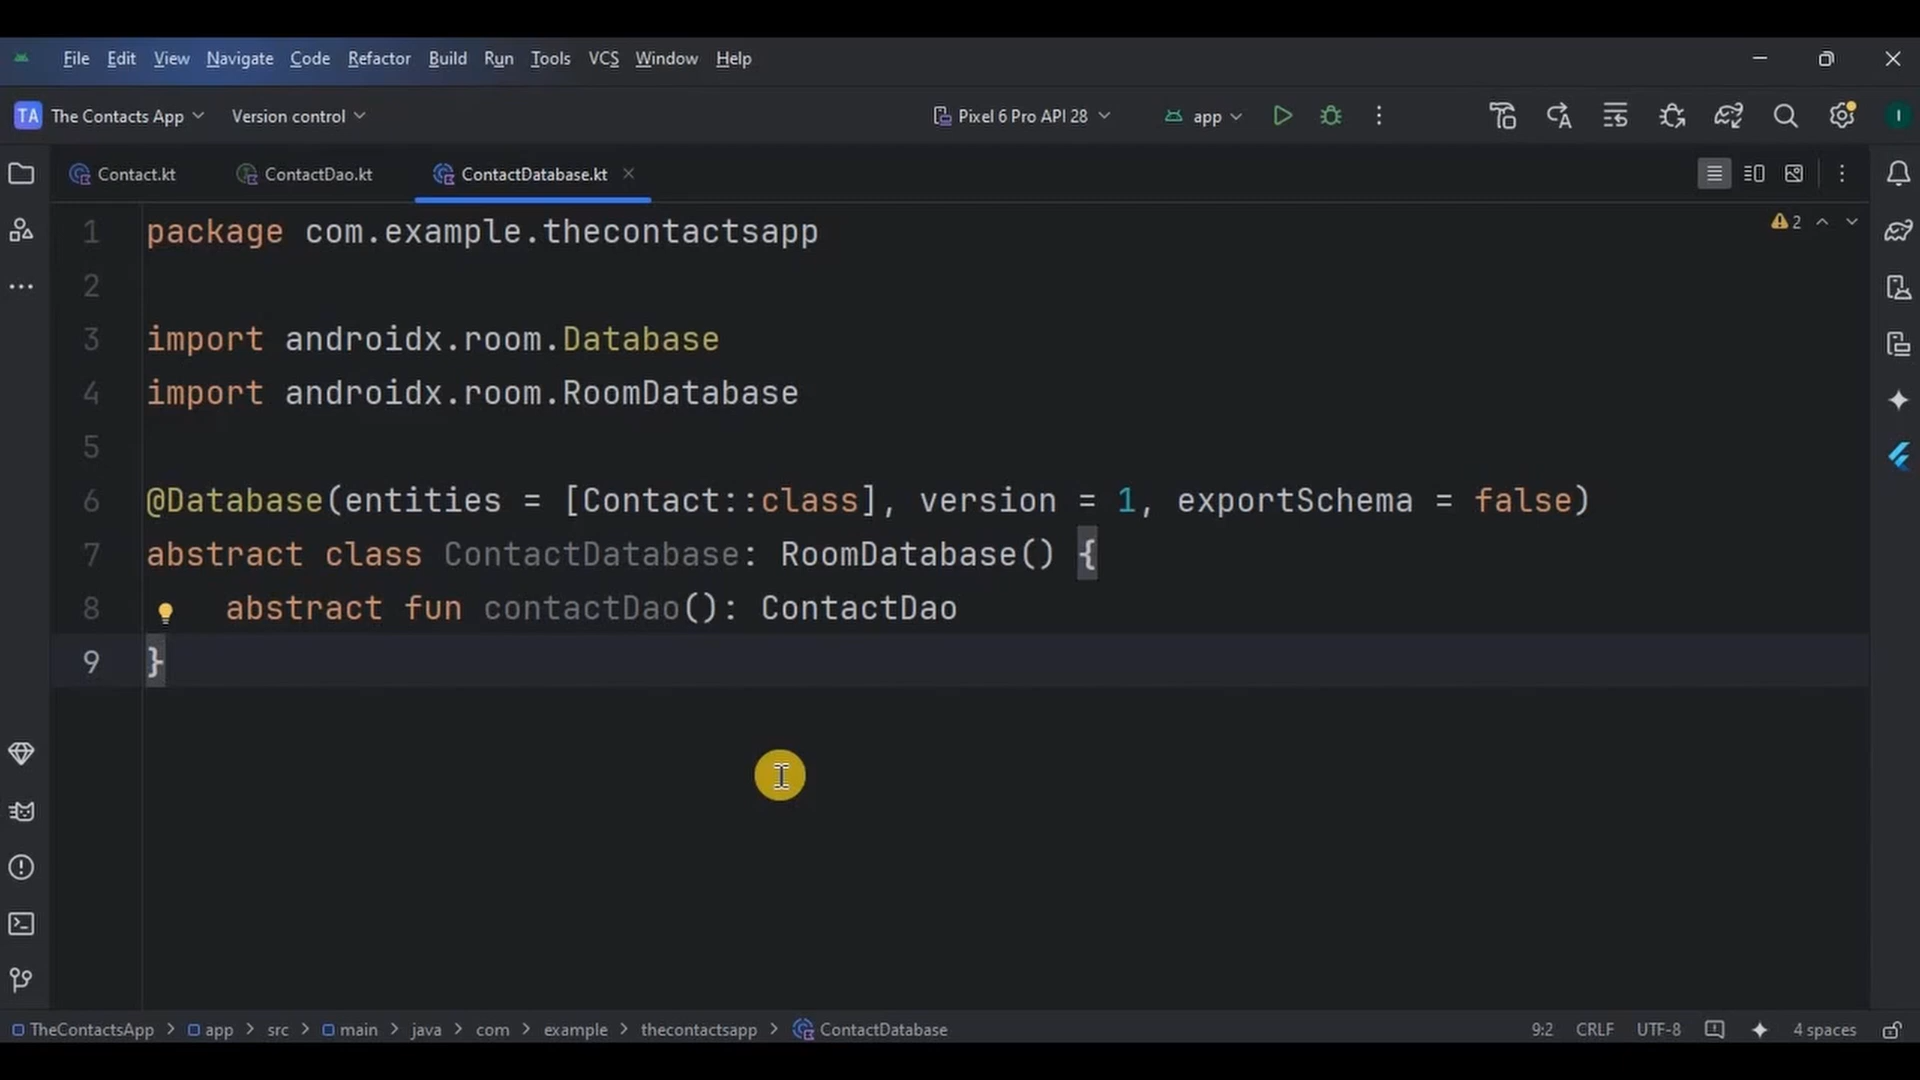 File Edit View Navigate Code Refactor Build Run Tools VCS Window Help
TA The Contacts App Version control Pixel 6 Pro API 28 app I
Contact.kt ContactDao.kt ContactDatabase.kt
1 package com.example.thecontactsapp 2
2
3 import androidx.room.Database
4 import androidx.room.RoomDatabase
5
6 @Database(entities = [Contact::class], version = 1, exportSchema = false)
7 abstract class ContactDatabase: RoomDatabase() {
8 abstract fun contactDao(): ContactDao
9 }
TheContactsApp > app > src > main > java > com > example > thecontactsapp > ContactDatabase 9:2 CRLF UTF-8 4 spaces